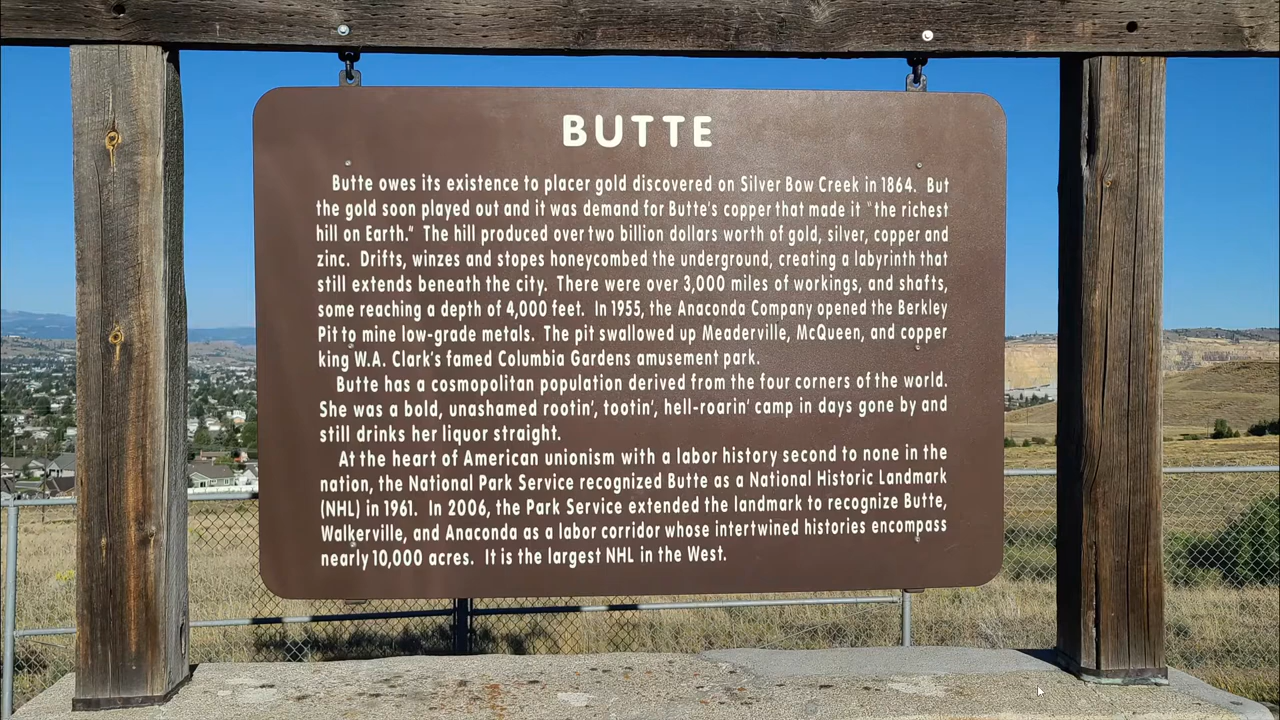 BUTTE
Butte owes its existence to placer gold discovered on Silver Bow Creek in 1864. But
the gold soon played out and it was demand for Butte's copper that made it "the richest
hill on Earth." The hill produced over two billion dollars worth of gold, silver, copper and
zinc. Drifts, winzes and stopes honeycombed the underground, creating a labyrinth that
still extends beneath the city. There were over 3,000 miles of workings, and shafts,
some reaching a depth of 4,000 feet. In 1955, the Anaconda Company opened the Berkley
Pit to mine low-grade metals. The pit swallowed up Meaderville, McQueen, and copper
king W.A. Clark's famed Columbia Gardens amusement park.
Butte has a cosmopolitan population derived from the four corners of the world.
She was a bold, unashamed rootin', tootin', hell-roarin' camp in days gone by and
still drinks her liquor straight.
At the heart of American unionism with a labor history second to none in the
nation, the National Park Service recognized Butte as a National Historic Landmark
(NHL) in 1961. In 2006, the Park Service extended the landmark to recognize Butte,
Walkerville, and Anaconda as a labor corridor whose intertwined histories encompass
nearly 10,000 acres. It is the largest NHL in the West.